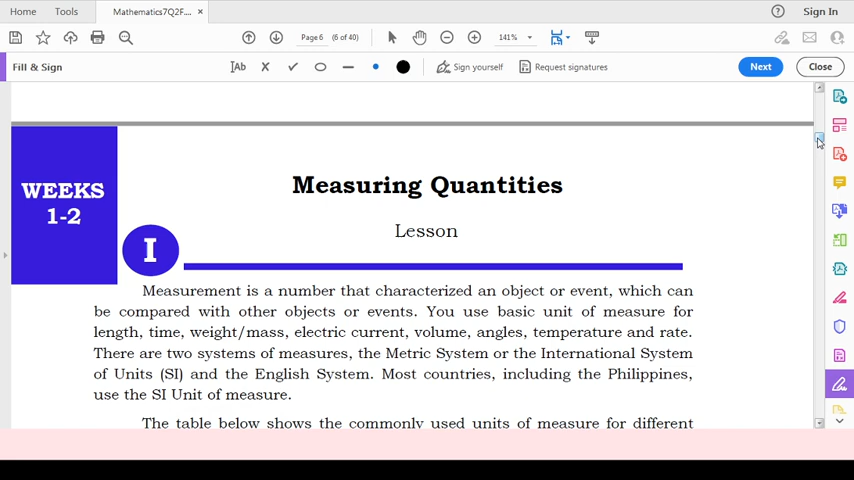 Home Tools Mathematics7Q2F... × Sign In
Page 6 (6 of 40) 141%
Fill & Sign Ab Sign yourself Request signatures Next Close
WEEKS
1-2
Measuring Quantities
Lesson
I
Measurement is a number that characterized an object or event, which can
be compared with other objects or events. You use basic unit of measure for
length, time, weight/mass, electric current, volume, angles, temperature and rate.
There are two systems of measures, the Metric System or the International System
of Units (SI) and the English System. Most countries, including the Philippines,
use the SI Unit of measure.
The table below shows the commonly used units of measure for different